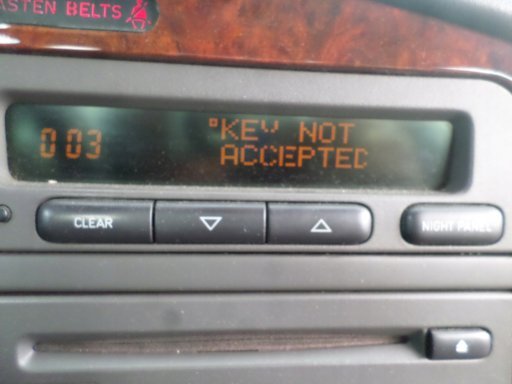 ASTEN BELTS
003
KEY NOT
ACCEPTED
CLEAR
NIGHT PANEL